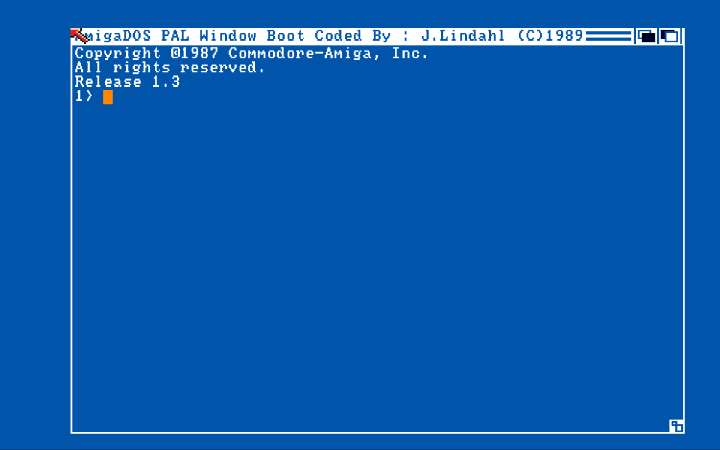 AmigaDOS PAL Window Boot Coded By : J.Lindahl (C)1989
Copyright ©1987 Commodore-Amiga, Inc.
All rights reserved.
Release 1.3
1>